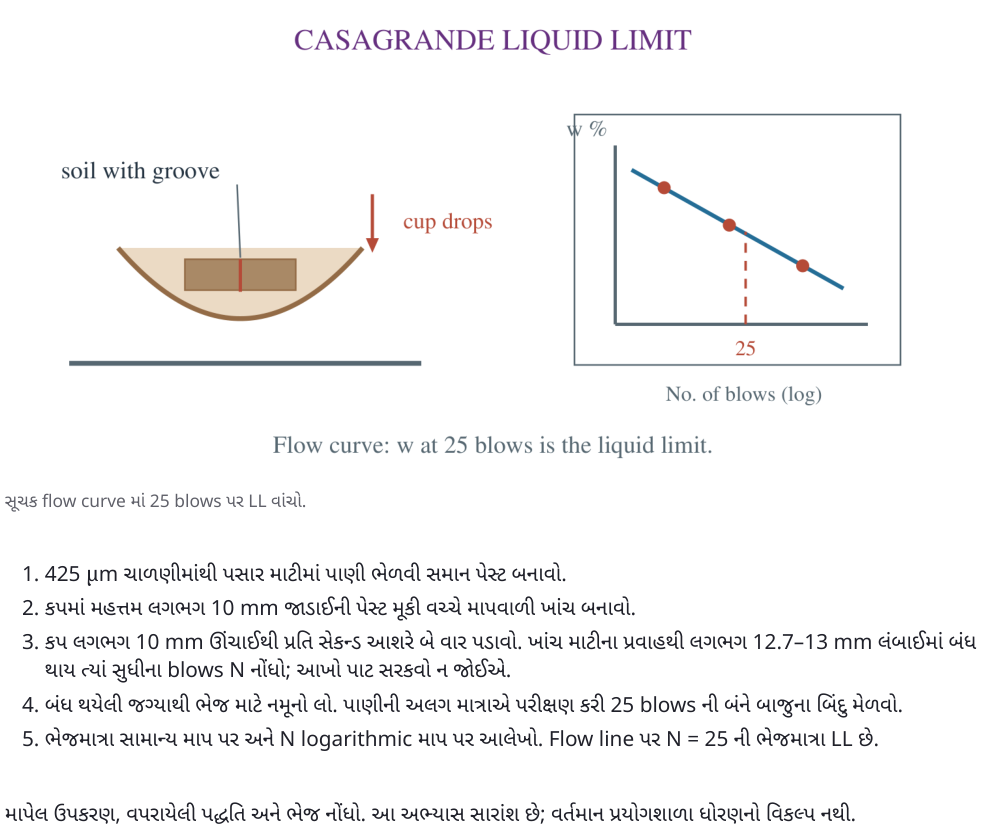 CASAGRANDE LIQUID LIMIT
soil with groove
cup drops
w %
25
No. of blows (log)
Flow curve: w at 25 blows is the liquid limit.
સૂચક flow curve માં 25 blows પર LL વાંચો.
1. 425 µm ચાળણીમાંથી પસાર માટીમાં પાણી ભેળવી સમાન પેસ્ટ બનાવો.
2. કપમાં મહત્તમ લગભગ 10 mm જાડાઈની પેસ્ટ મૂકી વચ્ચે માપવાળી ખાંચ બનાવો.
3. કપ લગભગ 10 mm ઊંચાઈથી પ્રતિ સેકન્ડ આશરે બે વાર પડાવો. ખાંચ માટીના પ્રવાહથી લગભગ 12.7–13 mm લંબાઈમાં બંધ
થાય ત્યાં સુધીના blows N નોંધો; આખો પાટ સરકવો ન જોઈએ.
4. બંધ થયેલી જગ્યાથી ભેજ માટે નમૂનો લો. પાણીની અલગ માત્રાએ પરીક્ષણ કરી 25 blows ની બંને બાજુના બિંદુ મેળવો.
5. ભેજમાત્રા સામાન્ય માપ પર અને N logarithmic માપ પર આલેખો. Flow line પર N = 25 ની ભેજમાત્રા LL છે.
માપેલ ઉપકરણ, વપરાયેલી પદ્ધતિ અને ભેજ નોંધો. આ અભ્યાસ સારાંશ છે; વર્તમાન પ્રયોગશાળા ધોરણનો વિકલ્પ નથી.